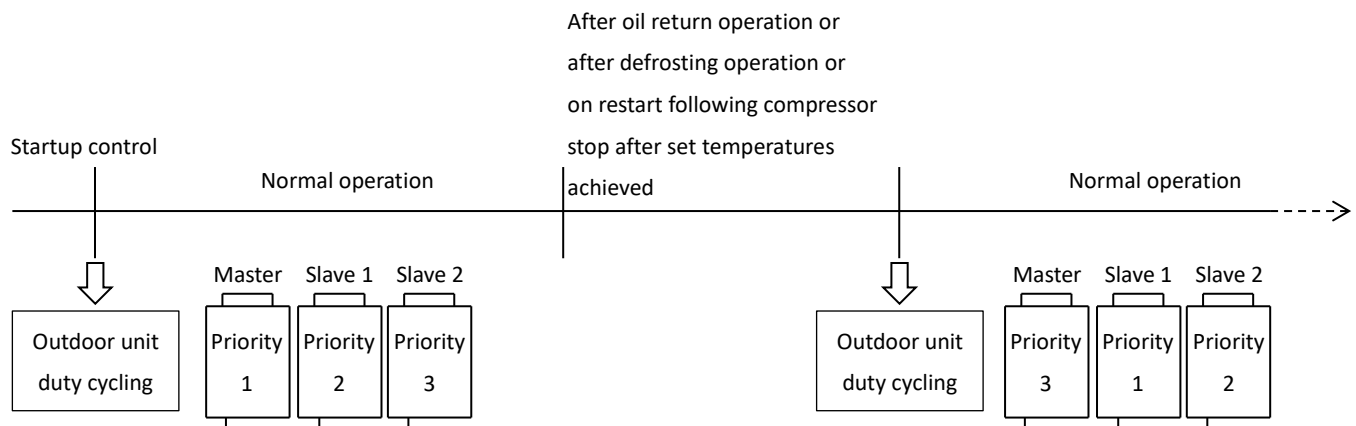 After oil return operation or
after defrosting operation or
on restart following compressor
stop after set temperatures
achieved
Startup control
Normal operation
Normal operation
Master Slave 1 Slave 2
Master Slave 1 Slave 2
Outdoor unit
duty cycling
Priority Priority Priority
1 2 3
Outdoor unit
duty cycling
Priority Priority Priority
3 1 2